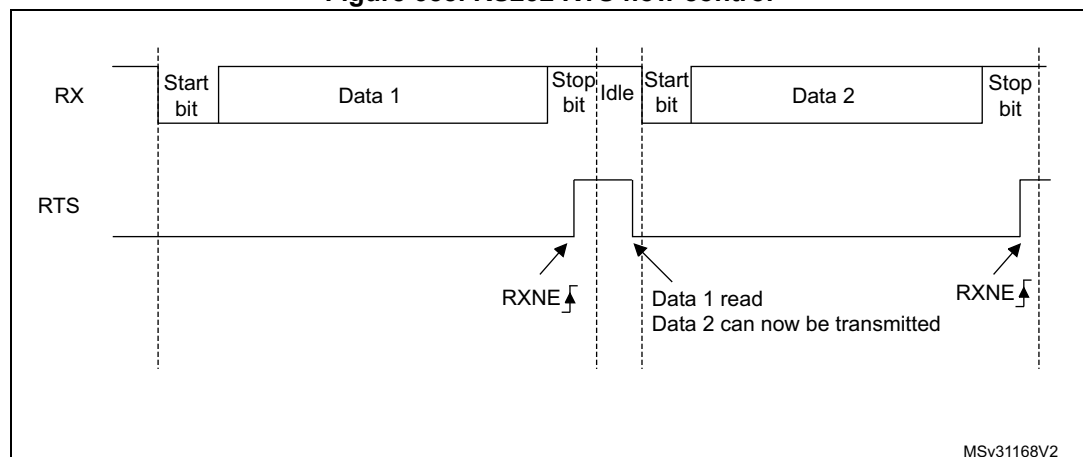 RX
Start
bit
Data 1
Stop
bit
Idle
Start
bit
Data 2
Stop
bit
RTS
RXNE
Data 1 read
Data 2 can now be transmitted
RXNE
MSv31168V2